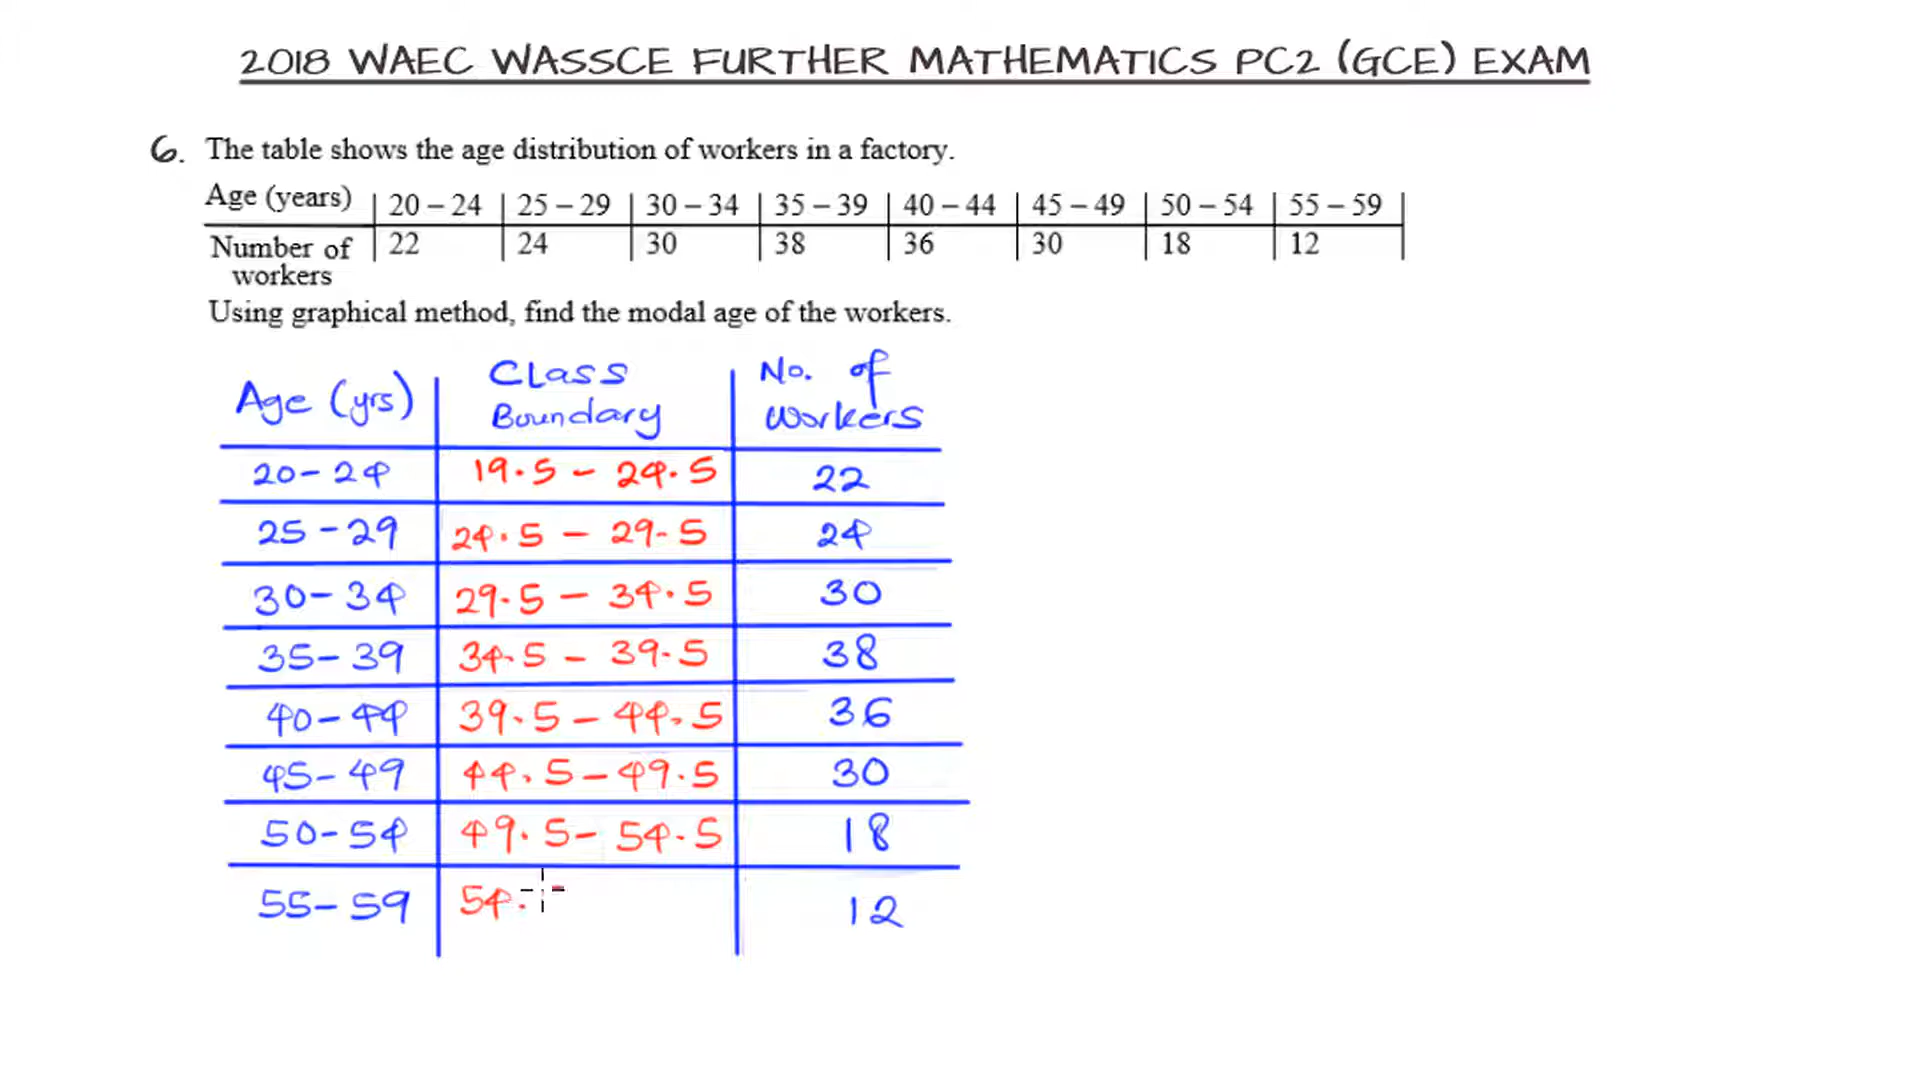 2018 WAEC WASSCE FURTHER MATHEMATICS PC2 (GCE) EXAM
6. The table shows the age distribution of workers in a factory.
Age (years) 20 – 24 25 – 29 30 – 34 35 – 39 40 – 44 45 – 49 50 – 54 55 – 59
Number of workers 22 24 30 38 36 30 18 12
Using graphical method, find the modal age of the workers.
Age (yrs) Class Boundary No. of workers
20-24 19.5 - 24.5 22
25-29 24.5 - 29.5 24
30-34 29.5 - 34.5 30
35-39 34.5 - 39.5 38
40-44 39.5 - 44.5 36
45-49 44.5 - 49.5 30
50-54 49.5 - 54.5 18
55-59 54. 12